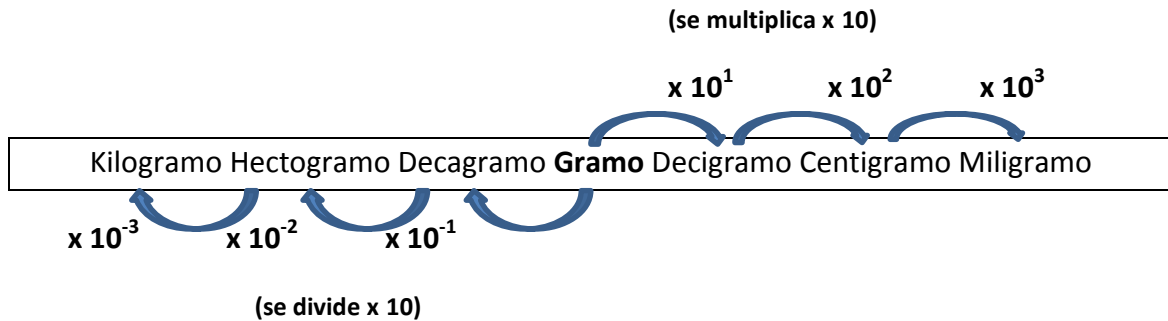 (se multiplica x 10)
x 10¹ x 10² x 10³
Kilogramo Hectogramo Decagramo Gramo Decigramo Centigramo Miligramo
x 10⁻³ x 10⁻² x 10⁻¹
(se divide x 10)